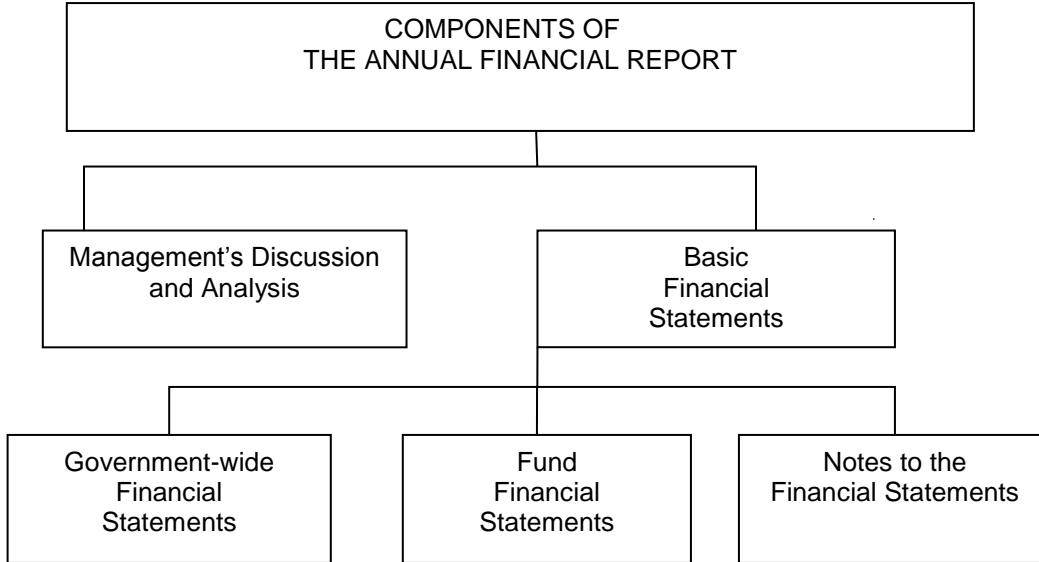 COMPONENTS OF
THE ANNUAL FINANCIAL REPORT
Management’s Discussion
and Analysis
Basic
Financial
Statements
Government-wide
Financial
Statements
Fund
Financial
Statements
Notes to the
Financial Statements